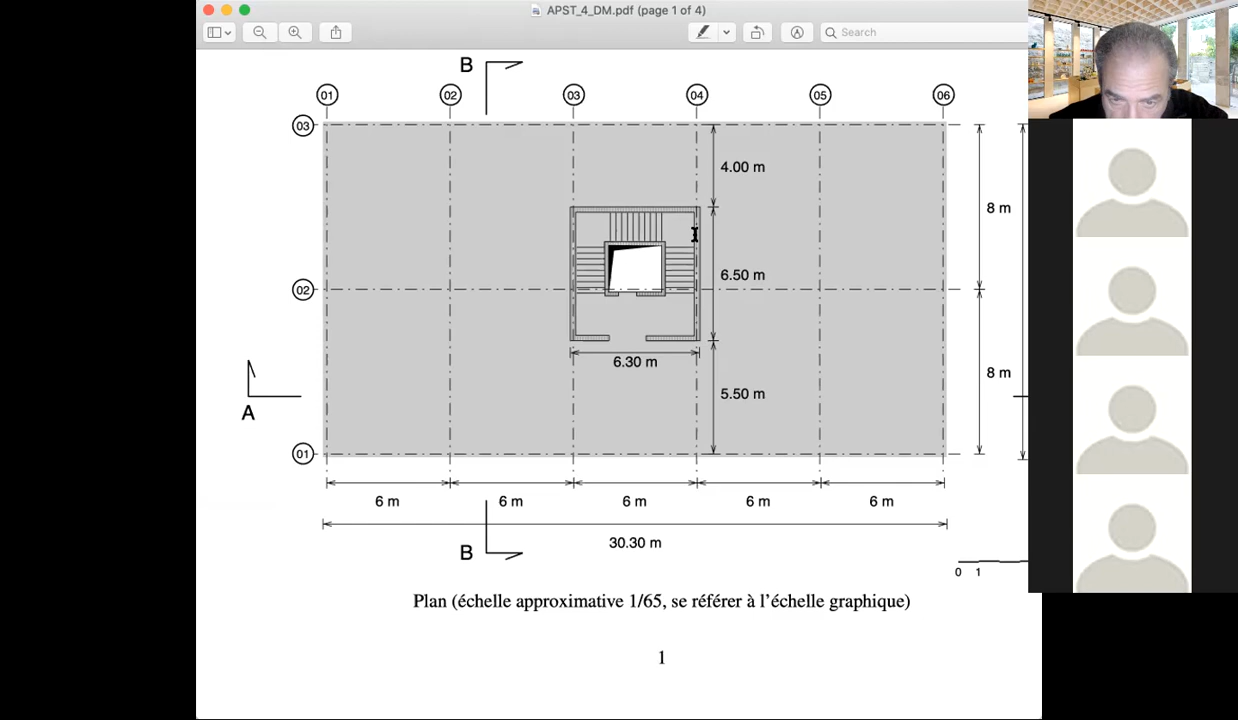 APST_4_DM.pdf (page 1 of 4)
Search
B
01 02 03 04 05 06
03
4.00 m
8 m
6.50 m
02
6.30 m
8 m
5.50 m
A
01
6 m 6 m 6 m 6 m 6 m
B
30.30 m
0 1
Plan (échelle approximative 1/65, se référer à l'échelle graphique)
1